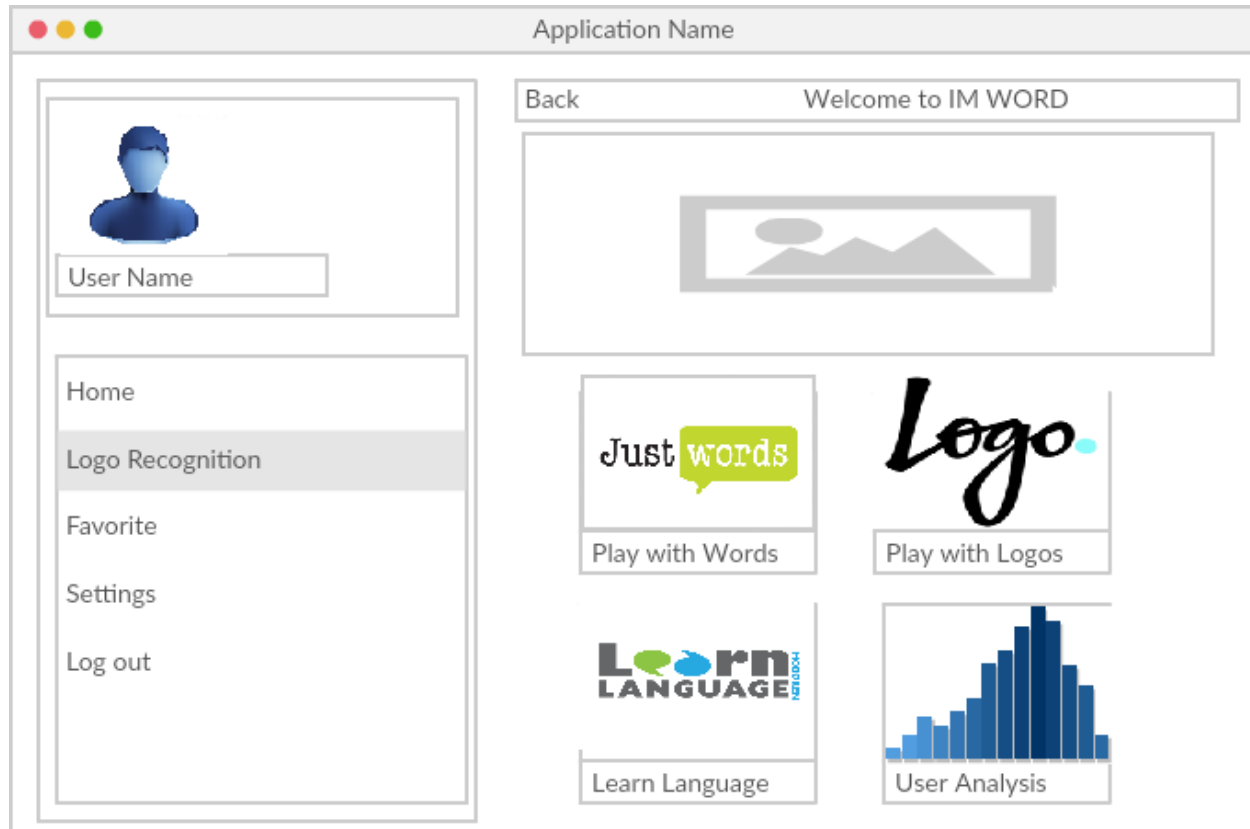 Application Name
Back
Welcome to IM WORD
User Name
Home
Logo Recognition
Favorite
Settings
Log out
Just words
Play with Words
Logo.
Play with Logos
Learn
LANGUAGE
Learn Language
User Analysis